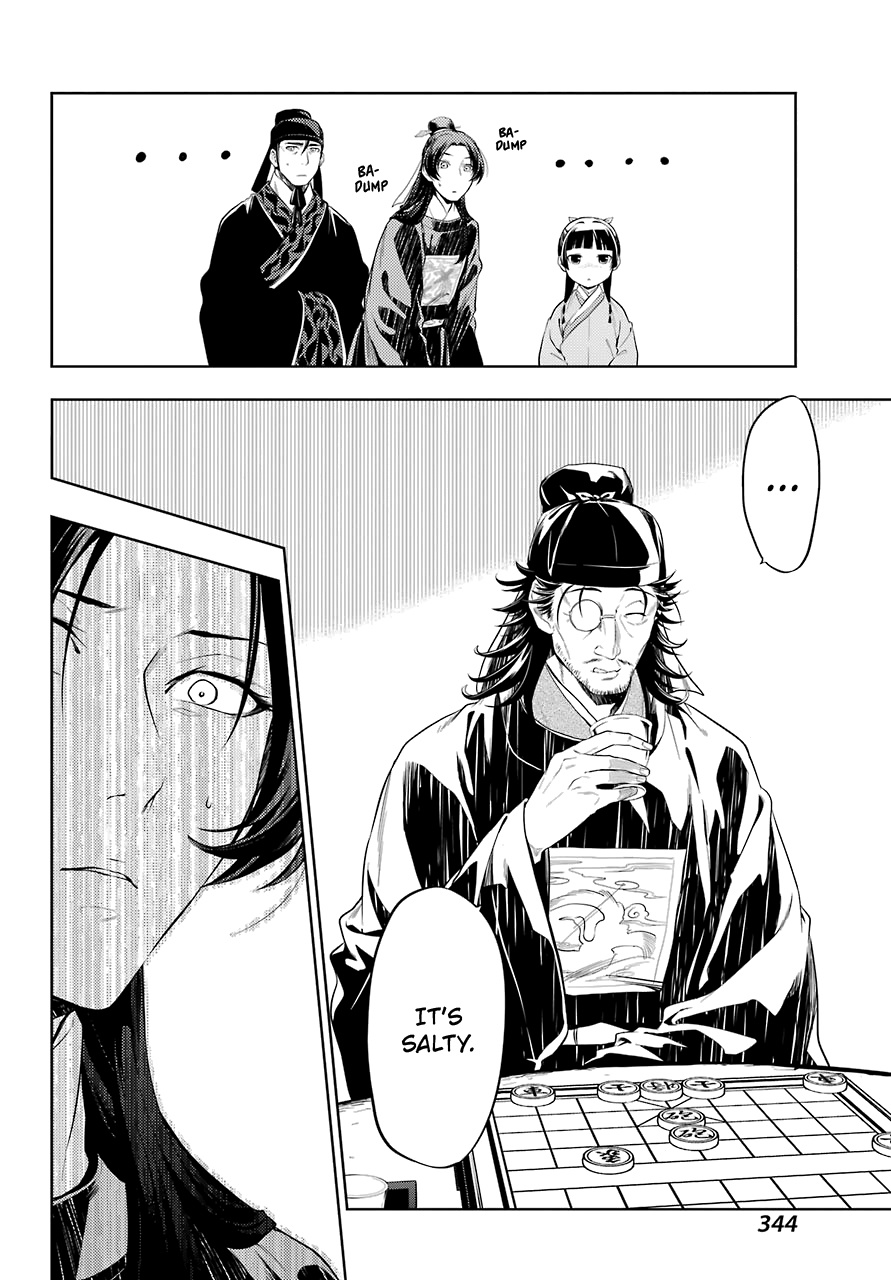 . . . .
BA-
DUMP
BA-
DUMP
. . .
...
IT'S
SALTY.
344